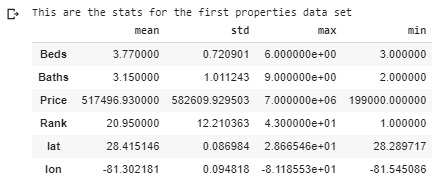 This are the stats for the first properties data set
mean std max min
Beds 3.770000 0.720901 6.000000e+00 3.000000
Baths 3.150000 1.011243 9.000000e+00 2.000000
Price 517496.930000 582609.929503 7.000000e+06 199000.000000
Rank 20.950000 12.210363 4.300000e+01 1.000000
lat 28.415146 0.086984 2.866546e+01 28.289717
lon -81.302181 0.094818 -8.118553e+01 -81.545086